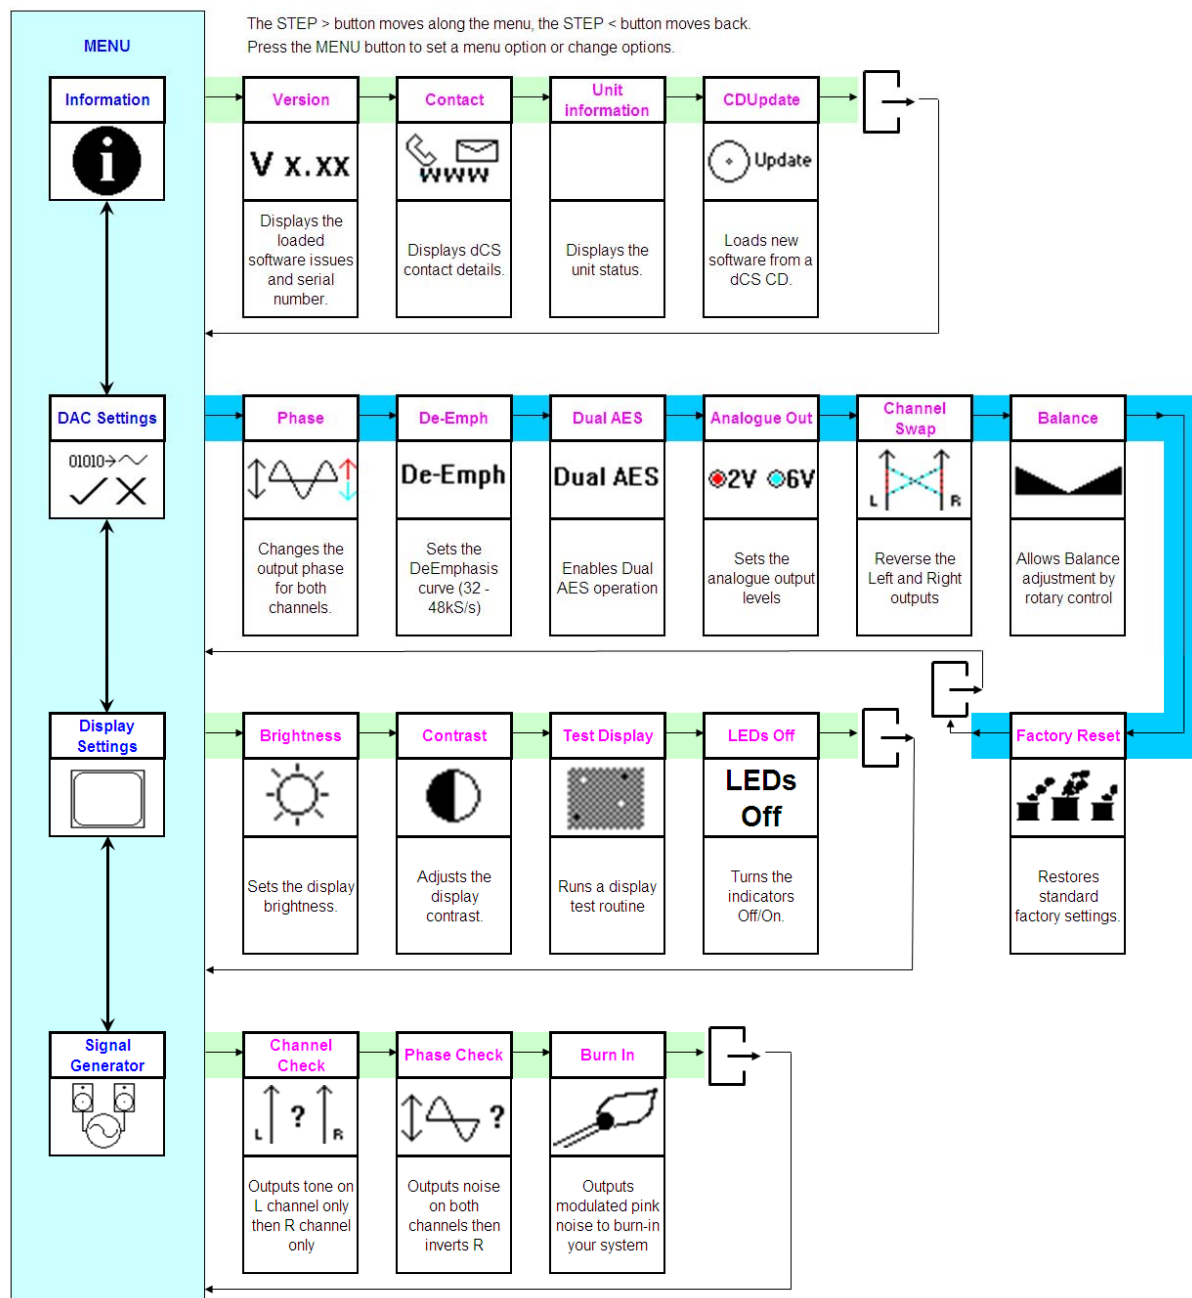 The STEP > button moves along the menu, the STEP < button moves back.
Press the MENU button to set a menu option or change options.
MENU
Information
Version
Contact
Unit
information
CDUpdate
i
V x.xx
www
Update
Displays the
loaded
software issues
and serial
number.
Displays dCS
contact details.
Displays the
unit status.
Loads new
software from a
dCS CD.
DAC Settings
Phase
De-Emph
Dual AES
Analogue Out
Channel
Swap
Balance
01010
De-Emph
Dual AES
2V 6V
L R
Changes the
output phase
for both
channels.
Sets the
DeEmphasis
curve (32 -
48kS/s)
Enables Dual
AES operation
Sets the
analogue output
levels
Reverse the
Left and Right
outputs
Allows Balance
adjustment by
rotary control
Display
Settings
Brightness
Contrast
Test Display
LEDs Off
Factory Reset
LEDs
Off
Sets the display
brightness.
Adjusts the
display
contrast.
Runs a display
test routine
Turns the
indicators
Off/On.
Restores
standard
factory settings.
Signal
Generator
Channel
Check
Phase Check
Burn In
L ? R
?
Outputs tone on
L channel only
then R channel
only
Outputs noise
on both
channels then
inverts R
Outputs
modulated pink
noise to burn-in
your system